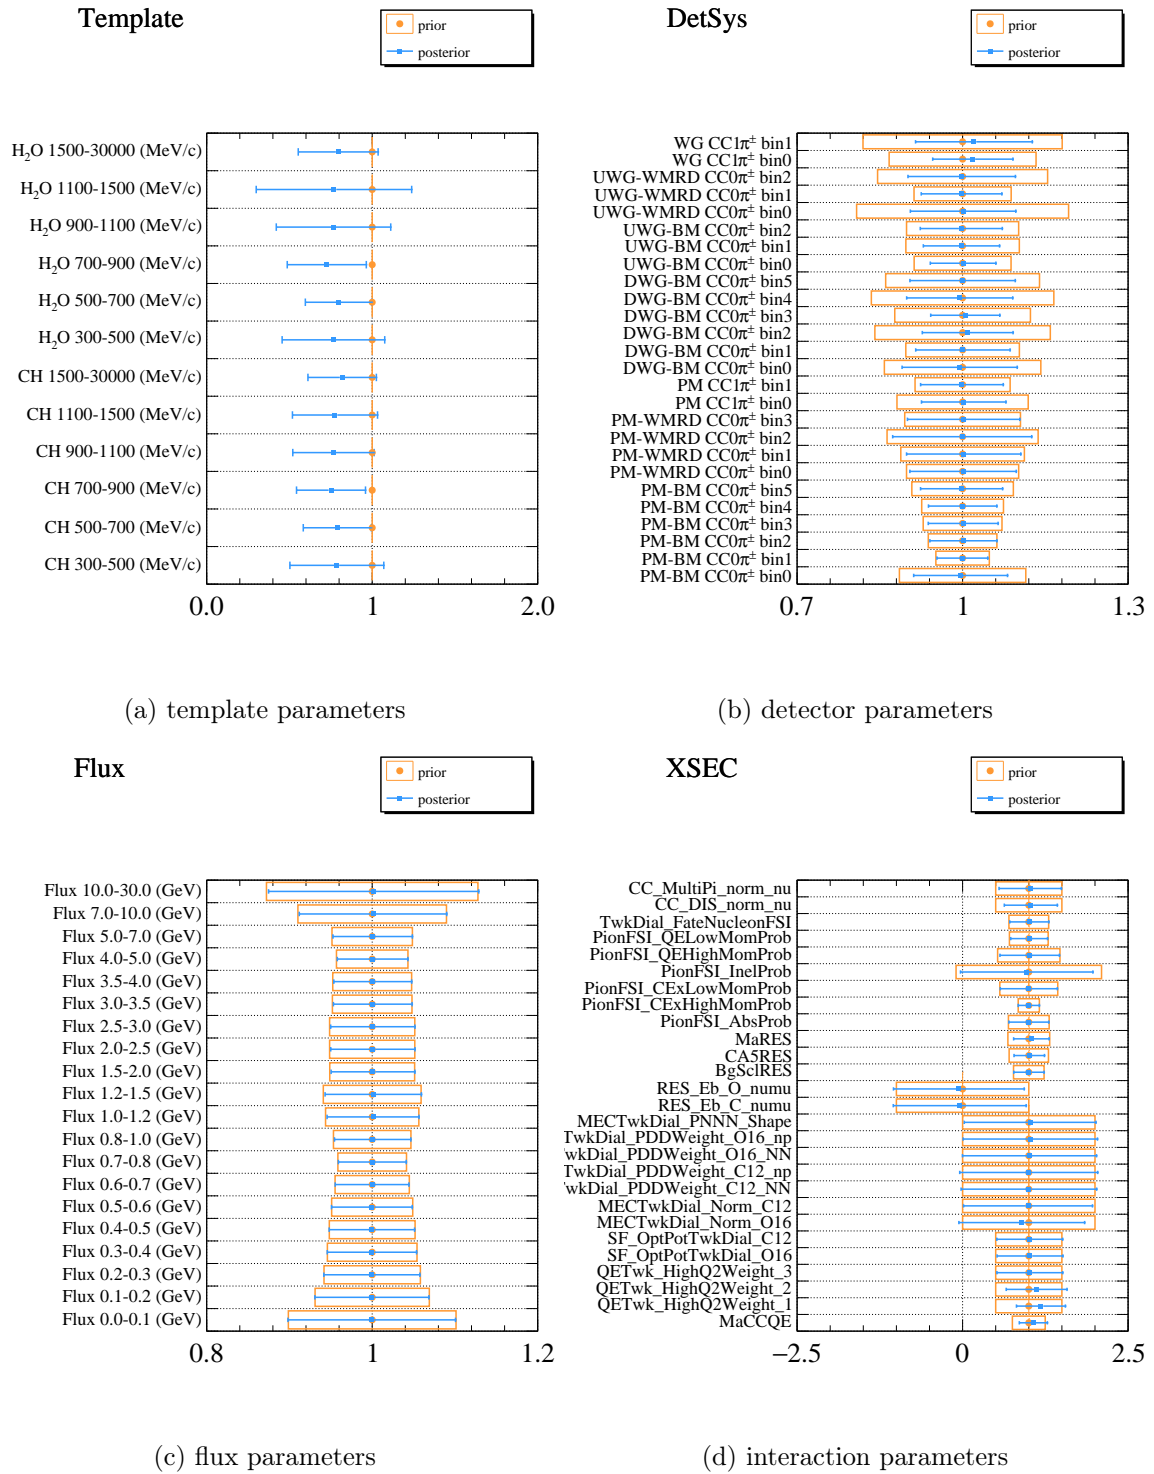 Template
prior
posterior
H₂O 1500-30000 (MeV/c)
H₂O 1100-1500 (MeV/c)
H₂O 900-1100 (MeV/c)
H₂O 700-900 (MeV/c)
H₂O 500-700 (MeV/c)
H₂O 300-500 (MeV/c)
CH 1500-30000 (MeV/c)
CH 1100-1500 (MeV/c)
CH 900-1100 (MeV/c)
CH 700-900 (MeV/c)
CH 500-700 (MeV/c)
CH 300-500 (MeV/c)
0.0 1 2.0
(a) template parameters
DetSys
prior
posterior
WG CC1π± bin1
WG CC1π± bin0
UWG-WMRD CC0π± bin2
UWG-WMRD CC0π± bin1
UWG-WMRD CC0π± bin0
UWG-BM CC0π± bin2
UWG-BM CC0π± bin1
UWG-BM CC0π± bin0
DWG-BM CC0π± bin5
DWG-BM CC0π± bin4
DWG-BM CC0π± bin3
DWG-BM CC0π± bin2
DWG-BM CC0π± bin1
DWG-BM CC0π± bin0
PM CC1π± bin1
PM CC1π± bin0
PM-WMRD CC0π± bin3
PM-WMRD CC0π± bin2
PM-WMRD CC0π± bin1
PM-WMRD CC0π± bin0
PM-BM CC0π± bin5
PM-BM CC0π± bin4
PM-BM CC0π± bin3
PM-BM CC0π± bin2
PM-BM CC0π± bin1
PM-BM CC0π± bin0
0.7 1 1.3
(b) detector parameters
Flux
prior
posterior
Flux 10.0-30.0 (GeV)
Flux 7.0-10.0 (GeV)
Flux 5.0-7.0 (GeV)
Flux 4.0-5.0 (GeV)
Flux 3.5-4.0 (GeV)
Flux 3.0-3.5 (GeV)
Flux 2.5-3.0 (GeV)
Flux 2.0-2.5 (GeV)
Flux 1.5-2.0 (GeV)
Flux 1.2-1.5 (GeV)
Flux 1.0-1.2 (GeV)
Flux 0.8-1.0 (GeV)
Flux 0.7-0.8 (GeV)
Flux 0.6-0.7 (GeV)
Flux 0.5-0.6 (GeV)
Flux 0.4-0.5 (GeV)
Flux 0.3-0.4 (GeV)
Flux 0.2-0.3 (GeV)
Flux 0.1-0.2 (GeV)
Flux 0.0-0.1 (GeV)
0.8 1 1.2
(c) flux parameters
XSEC
prior
posterior
CC_MultiPi_norm_nu
CC_DIS_norm_nu
TwkDial_FateNucleonFSI
PionFSI_QELowMomProb
PionFSI_QEHighMomProb
PionFSI_InelProb
PionFSI_CExLowMomProb
PionFSI_CExHighMomProb
PionFSI_AbsProb
MaRES
CA5RES
BgSclRES
RES_Eb_O_numu
RES_Eb_C_numu
MECTwkDial_PNNN_Shape
TwkDial_PDDWeight_O16_np
wkDial_PDDWeight_O16_NN
TwkDial_PDDWeight_C12_np
wkDial_PDDWeight_C12_NN
MECTwkDial_Norm_C12
MECTwkDial_Norm_O16
SF_OptPotTwkDial_C12
SF_OptPotTwkDial_O16
QETwk_HighQ2Weight_3
QETwk_HighQ2Weight_2
QETwk_HighQ2Weight_1
MaCCQE
−2.5 0 2.5
(d) interaction parameters